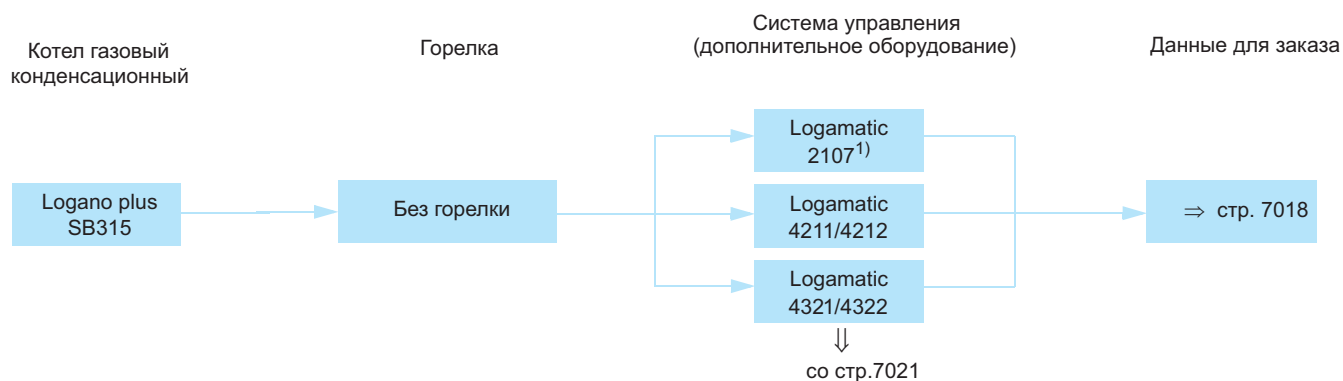 Котел газовый
конденсационный
Горелка
Система управления
(дополнительное оборудование)
Данные для заказа
Logano plus
SB315
Без горелки
Logamatic
2107¹⁾
Logamatic
4211/4212
Logamatic
4321/4322
⇒ стр. 7018
⇓
со стр.7021